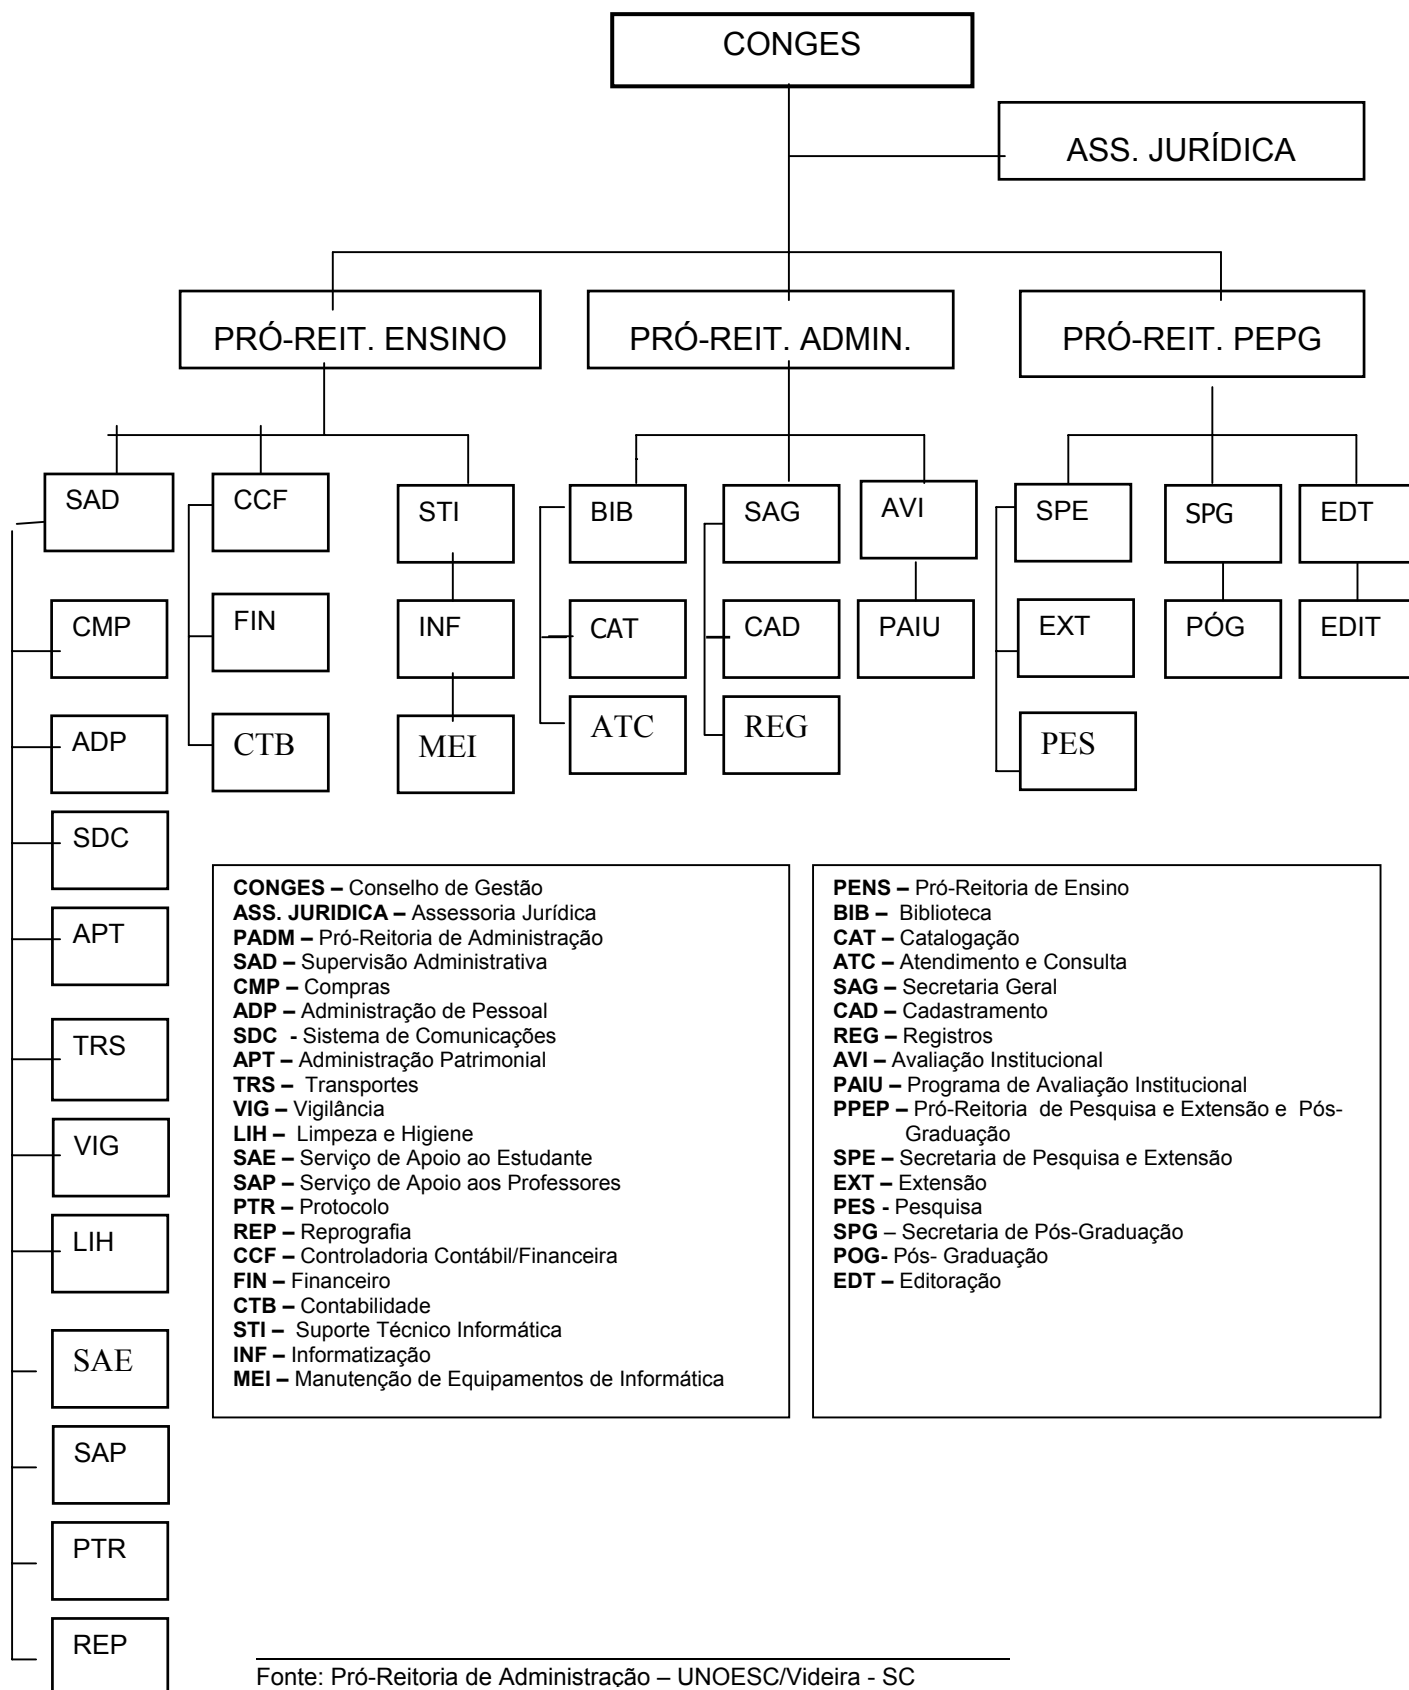 CONGES
ASS. JURÍDICA
PRÓ-REIT. ENSINO
PRÓ-REIT. ADMIN.
PRÓ-REIT. PEPG
SAD
CCF
STI
BIB
SAG
AVI
SPE
SPG
EDT
CMP
FIN
INF
CAT
CAD
PAIU
EXT
PÓG
EDIT
ADP
CTB
MEI
ATC
REG
PES
SDC
APT
TRS
VIG
LIH
SAE
SAP
PTR
REP
CONGES – Conselho de Gestão
ASS. JURIDICA – Assessoria Jurídica
PADM – Pró-Reitoria de Administração
SAD – Supervisão Administrativa
CMP – Compras
ADP – Administração de Pessoal
SDC - Sistema de Comunicações
APT – Administração Patrimonial
TRS – Transportes
VIG – Vigilância
LIH – Limpeza e Higiene
SAE – Serviço de Apoio ao Estudante
SAP – Serviço de Apoio aos Professores
PTR – Protocolo
REP – Reprografia
CCF – Controladoria Contábil/Financeira
FIN – Financeiro
CTB – Contabilidade
STI – Suporte Técnico Informática
INF – Informatização
MEI – Manutenção de Equipamentos de Informática
PENS – Pró-Reitoria de Ensino
BIB – Biblioteca
CAT – Catalogação
ATC – Atendimento e Consulta
SAG – Secretaria Geral
CAD – Cadastramento
REG – Registros
AVI – Avaliação Institucional
PAIU – Programa de Avaliação Institucional
PPEP – Pró-Reitoria de Pesquisa e Extensão e Pós-
Graduação
SPE – Secretaria de Pesquisa e Extensão
EXT – Extensão
PES - Pesquisa
SPG – Secretaria de Pós-Graduação
POG- Pós- Graduação
EDT – Editoração
Fonte: Pró-Reitoria de Administração – UNOESC/Videira - SC